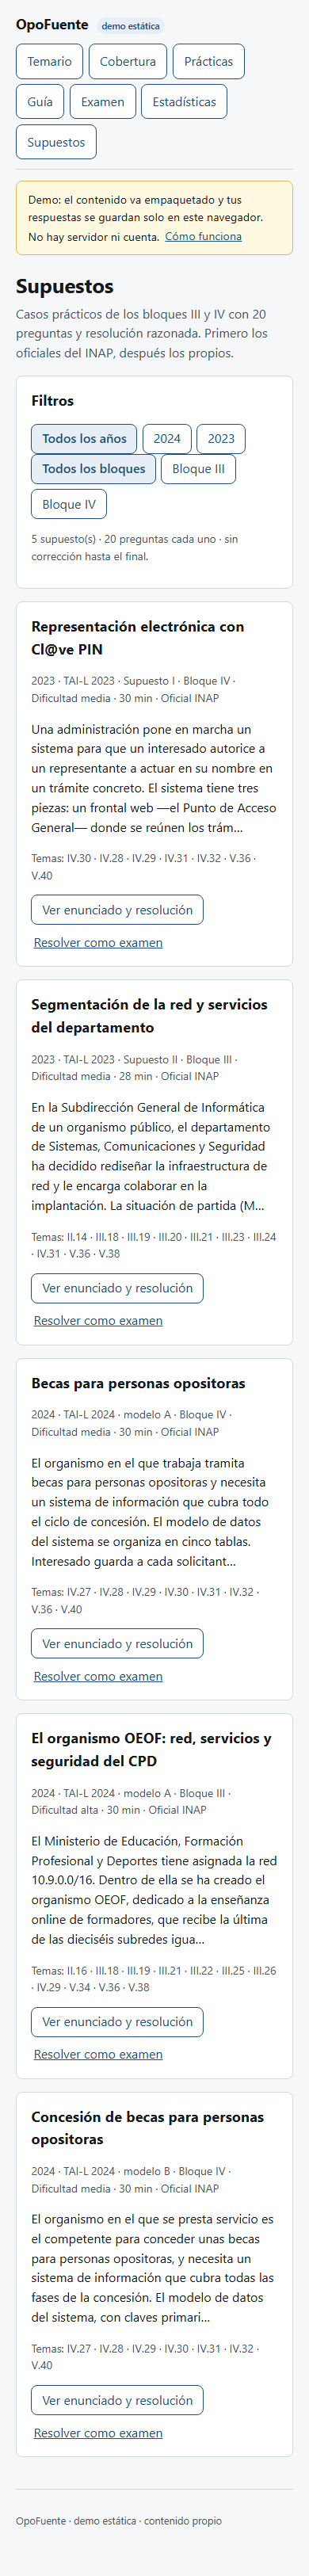 OpoFuente demo estática
Temario Cobertura Prácticas
Guía Examen Estadísticas
Supuestos
Demo: el contenido va empaquetado y tus
respuestas se guardan solo en este navegador.
No hay servidor ni cuenta. Cómo funciona
Supuestos
Casos prácticos de los bloques III y IV con 20
preguntas y resolución razonada. Primero los
oficiales del INAP, después los propios.
Filtros
Todos los años 2024 2023
Todos los bloques Bloque III
Bloque IV
5 supuesto(s) · 20 preguntas cada uno · sin
corrección hasta el final.
Representación electrónica con
Cl@ve PIN
2023 · TAI-L 2023 · Supuesto I · Bloque IV ·
Dificultad media · 30 min · Oficial INAP
Una administración pone en marcha un
sistema para que un interesado autorice a
un representante a actuar en su nombre en
un trámite concreto. El sistema tiene tres
piezas: un frontal web —el Punto de Acceso
General— donde se reúnen los trám...
Temas: IV.30 · IV.28 · IV.29 · IV.31 · IV.32 · V.36 ·
V.40
Ver enunciado y resolución
Resolver como examen
Segmentación de la red y servicios
del departamento
2023 · TAI-L 2023 · Supuesto II · Bloque III ·
Dificultad media · 28 min · Oficial INAP
En la Subdirección General de Informática
de un organismo público, el departamento
de Sistemas, Comunicaciones y Seguridad
ha decidido rediseñar la infraestructura de
red y le encarga colaborar en la
implantación. La situación de partida (M...
Temas: II.14 · III.18 · III.19 · III.20 · III.21 · III.23 · III.24
· IV.31 · V.36 · V.38
Ver enunciado y resolución
Resolver como examen
Becas para personas opositoras
2024 · TAI-L 2024 · modelo A · Bloque IV ·
Dificultad media · 30 min · Oficial INAP
El organismo en el que trabaja tramita
becas para personas opositoras y necesita
un sistema de información que cubra todo
el ciclo de concesión. El modelo de datos
del sistema se organiza en cinco tablas.
Interesado guarda a cada solicitant...
Temas: IV.27 · IV.28 · IV.29 · IV.30 · IV.31 · IV.32 ·
V.36 · V.40
Ver enunciado y resolución
Resolver como examen
El organismo OEOF: red, servicios y
seguridad del CPD
2024 · TAI-L 2024 · modelo A · Bloque III ·
Dificultad alta · 30 min · Oficial INAP
El Ministerio de Educación, Formación
Profesional y Deportes tiene asignada la red
10.9.0.0/16. Dentro de ella se ha creado el
organismo OEOF, dedicado a la enseñanza
online de formadores, que recibe la última
de las dieciséis subredes igua...
Temas: II.16 · III.18 · III.19 · III.21 · III.22 · III.25 · III.26
· IV.29 · V.34 · V.36 · V.38
Ver enunciado y resolución
Resolver como examen
Concesión de becas para personas
opositoras
2024 · TAI-L 2024 · modelo B · Bloque IV ·
Dificultad media · 30 min · Oficial INAP
El organismo en el que se presta servicio es
el competente para conceder unas becas
para personas opositoras, y necesita un
sistema de información que cubra todas las
fases de la concesión. El modelo de datos
del sistema, con claves primari...
Temas: IV.27 · IV.28 · IV.29 · IV.30 · IV.31 · IV.32 ·
V.40
Ver enunciado y resolución
Resolver como examen
OpoFuente · demo estática · contenido propio